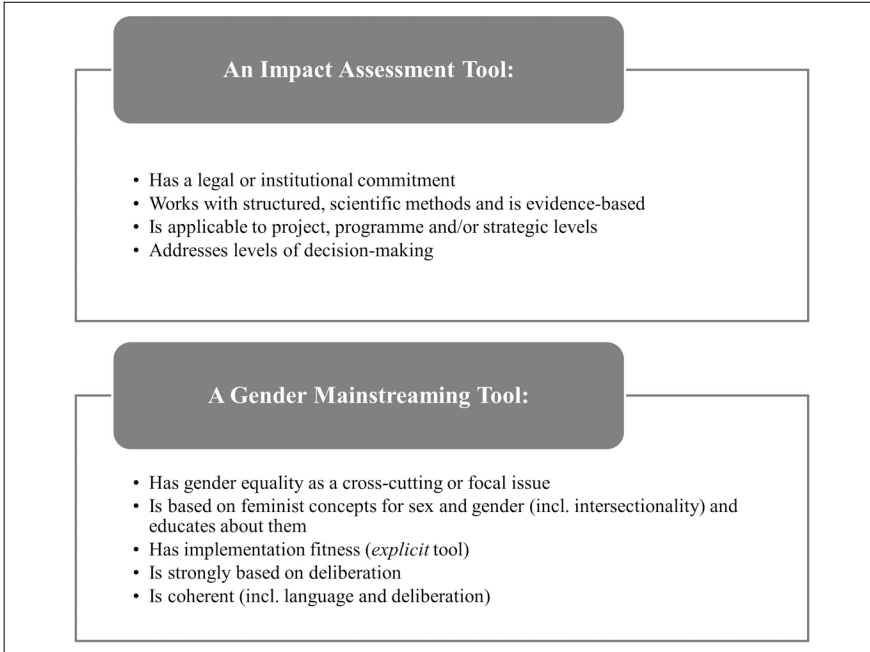 An Impact Assessment Tool:
• Has a legal or institutional commitment
• Works with structured, scientific methods and is evidence-based
• Is applicable to project, programme and/or strategic levels
• Addresses levels of decision-making
A Gender Mainstreaming Tool:
• Has gender equality as a cross-cutting or focal issue
• Is based on feminist concepts for sex and gender (incl. intersectionality) and
educates about them
• Has implementation fitness (explicit tool)
• Is strongly based on deliberation
• Is coherent (incl. language and deliberation)